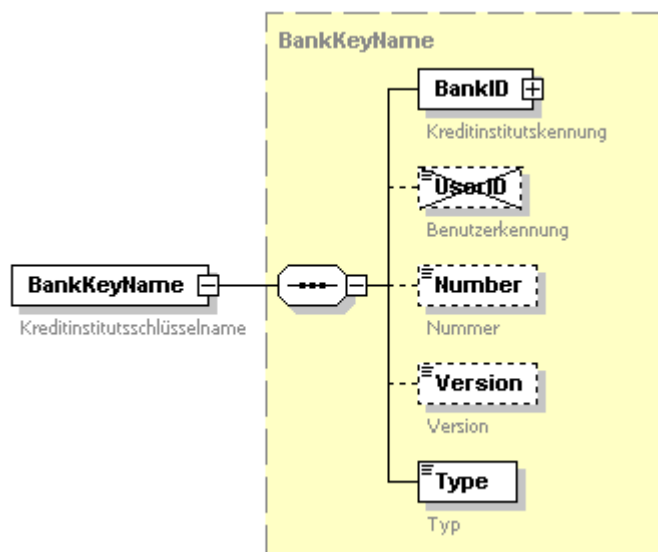 BankKeyName
BankID
Kreditinstitutskennung
UserID
Benutzerkennung
BankKeyName
Kreditinstitutsschlüsselname
Number
Nummer
Version
Version
Type
Typ